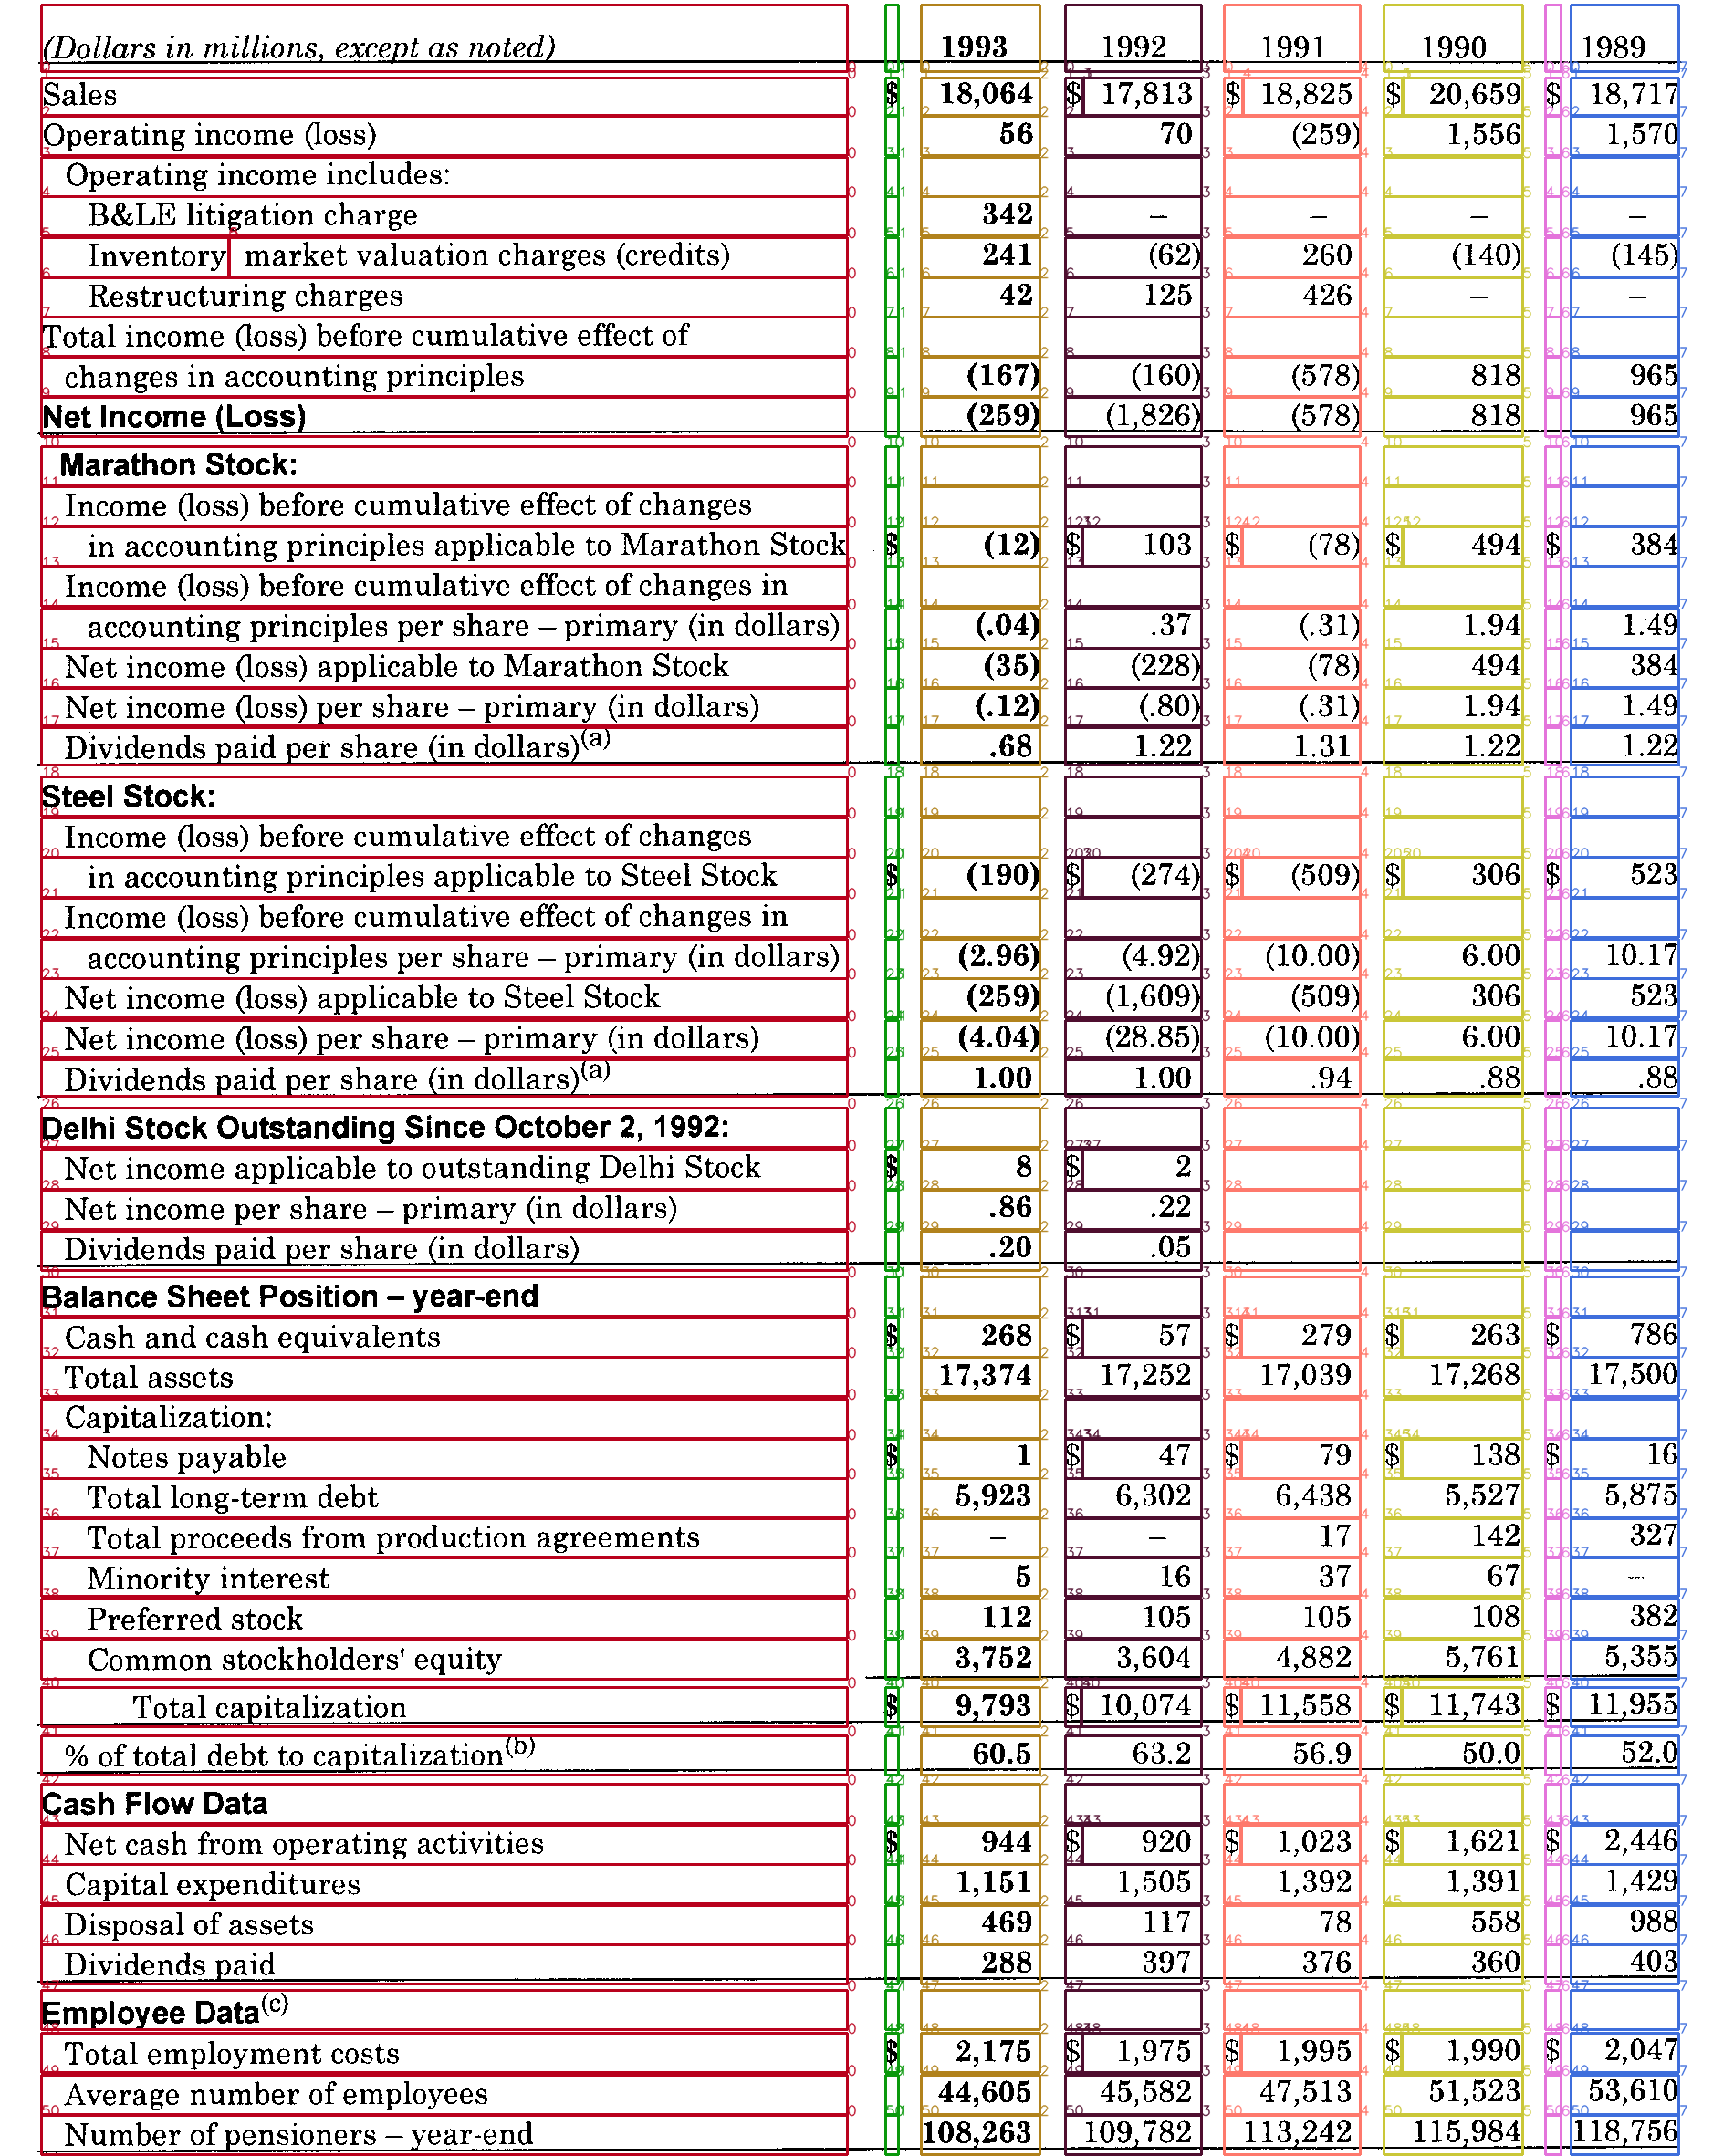 (Dollars in millions, except as noted) 1993 1992 1991 1990 1989
Sales $ 18,064 $ 17,813 $ 18,825 $ 20,659 $ 18,717
Operating income (loss) 56 70 (259) 1,556 1,570
Operating income includes:
B&LE litigation charge 342 – – – –
Inventory market valuation charges (credits) 241 (62) 260 (140) (145)
Restructuring charges 42 125 426 – –
Total income (loss) before cumulative effect of
changes in accounting principles (167) (160) (578) 818 965
Net Income (Loss) (259) (1,826) (578) 818 965
Marathon Stock:
Income (loss) before cumulative effect of changes
in accounting principles applicable to Marathon Stock $ (12) $ 103 $ (78) $ 494 $ 384
Income (loss) before cumulative effect of changes in
accounting principles per share – primary (in dollars) (.04) .37 (.31) 1.94 1.49
Net income (loss) applicable to Marathon Stock (35) (228) (78) 494 384
Net income (loss) per share – primary (in dollars) (.12) (.80) (.31) 1.94 1.49
Dividends paid per share (in dollars)(a) .68 1.22 1.31 1.22 1.22
Steel Stock:
Income (loss) before cumulative effect of changes
in accounting principles applicable to Steel Stock $ (190) $ (274) $ (509) $ 306 $ 523
Income (loss) before cumulative effect of changes in
accounting principles per share – primary (in dollars) (2.96) (4.92) (10.00) 6.00 10.17
Net income (loss) applicable to Steel Stock (259) (1,609) (509) 306 523
Net income (loss) per share – primary (in dollars) (4.04) (28.85) (10.00) 6.00 10.17
Dividends paid per share (in dollars)(a) 1.00 1.00 .94 .88 .88
Delhi Stock Outstanding Since October 2, 1992:
Net income applicable to outstanding Delhi Stock $ 8 $ 2
Net income per share – primary (in dollars) .86 .22
Dividends paid per share (in dollars) .20 .05
Balance Sheet Position – year-end
Cash and cash equivalents $ 268 $ 57 $ 279 $ 263 $ 786
Total assets 17,374 17,252 17,039 17,268 17,500
Capitalization:
Notes payable $ 1 $ 47 $ 79 $ 138 $ 16
Total long-term debt 5,923 6,302 6,438 5,527 5,875
Total proceeds from production agreements – – 17 142 327
Minority interest 5 16 37 67 –
Preferred stock 112 105 105 108 382
Common stockholders' equity 3,752 3,604 4,882 5,761 5,355
Total capitalization $ 9,793 $ 10,074 $ 11,558 $ 11,743 $ 11,955
% of total debt to capitalization(b) 60.5 63.2 56.9 50.0 52.0
Cash Flow Data
Net cash from operating activities $ 944 $ 920 $ 1,023 $ 1,621 $ 2,446
Capital expenditures 1,151 1,505 1,392 1,391 1,429
Disposal of assets 469 117 78 558 988
Dividends paid 288 397 376 360 403
Employee Data(c)
Total employment costs $ 2,175 $ 1,975 $ 1,995 $ 1,990 $ 2,047
Average number of employees 44,605 45,582 47,513 51,523 53,610
Number of pensioners – year-end 108,263 109,782 113,242 115,984 118,756